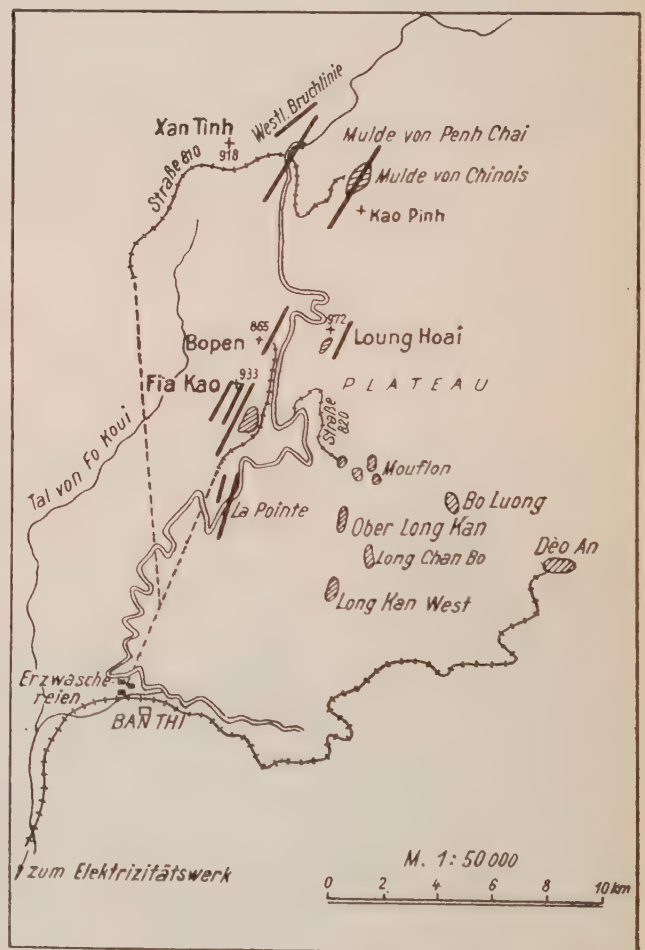 Westl. Bruchlinie
Xan Tinh
918
Mulde von Penh Chai
Straße 810
Mulde von Chinois
Kao Pinh
865
972
Bopen
Loung Hoai
933
Fia Kao
PLATEAU
Straße
820
Tal von Fo Koui
Mouflon
La Pointe
Bo Luong
Ober Long Kan
Dèo An
Long Chan Bo
Long Kan West
Erzwäsche-
reien
BAN THI
zum Elektrizitätswerk
M. 1:50 000
0 2 4 6 8 10 km